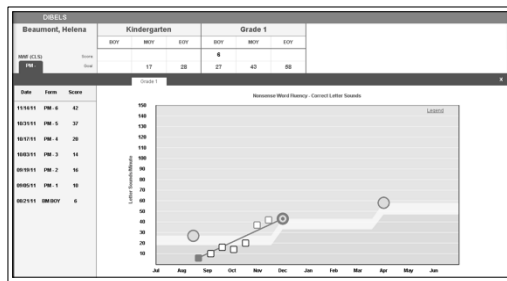 DIBELS
Beaumont, Helena
Kindergarten
Grade 1
BOY MOY EOY BOY MOY EOY
NWF (CLS) Score 6
PM - Goal 17 28 27 43 58
Grade 1
x
Date Form Score
11/14/11 PM - 6 42
10/31/11 PM - 5 37
10/17/11 PM - 4 20
10/03/11 PM - 3 14
09/19/11 PM - 2 16
09/05/11 PM - 1 10
08/21/11 BM BOY 6
Nonsense Word Fluency - Correct Letter Sounds
Legend
Letter Sounds/Minute
150
140
130
120
110
100
90
80
70
60
50
40
30
20
10
Jul Aug Sep Oct Nov Dec Jan Feb Mar Apr May Jun